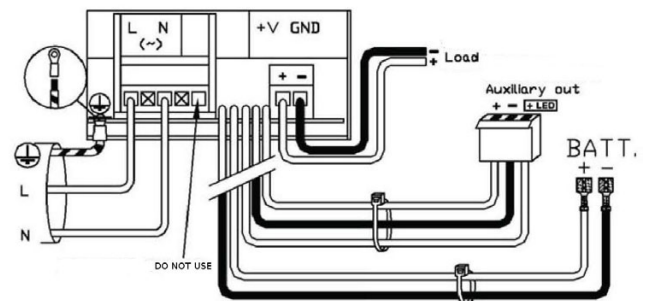 L N +V GND
(~)
+ −
− Load
+
Auxiliary out
+ − + LED
BATT.
+ −
L
N
DO NOT USE